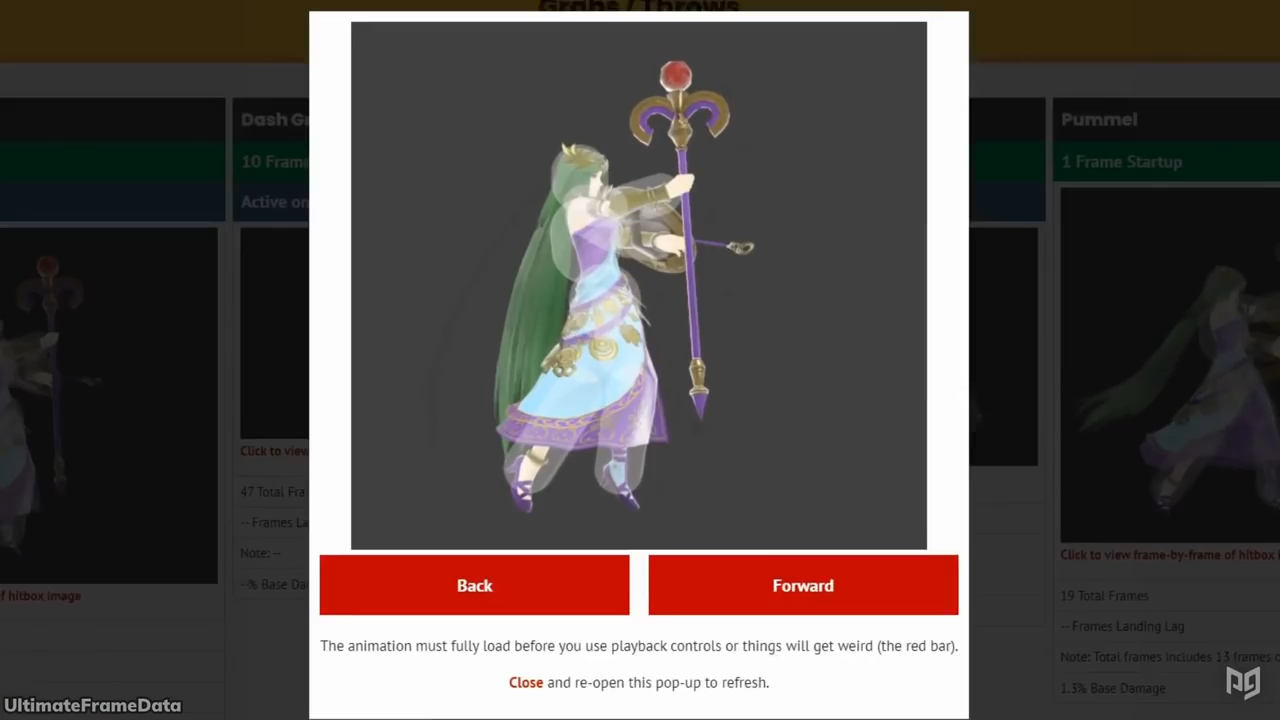 Grabs / Throws
Dash Gr
10 Fram
Active on
Click to view
47 Total Fra
-- Frames La
Note: --
--% Base Da
f hitbox image
Back
Forward
The animation must fully load before you use playback controls or things will get weird (the red bar).
Close and re-open this pop-up to refresh.
Pummel
1 Frame Startup
Click to view frame-by-frame of hitbox i
19 Total Frames
-- Frames Landing Lag
Note: Total frames includes 13 frames o
1.3% Base Damage
UltimateFrameData
PG